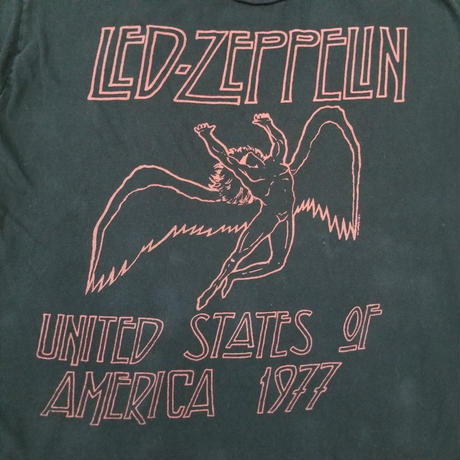 LED-ZEPPELIN
UNITED STATES OF
AMERICA 1977